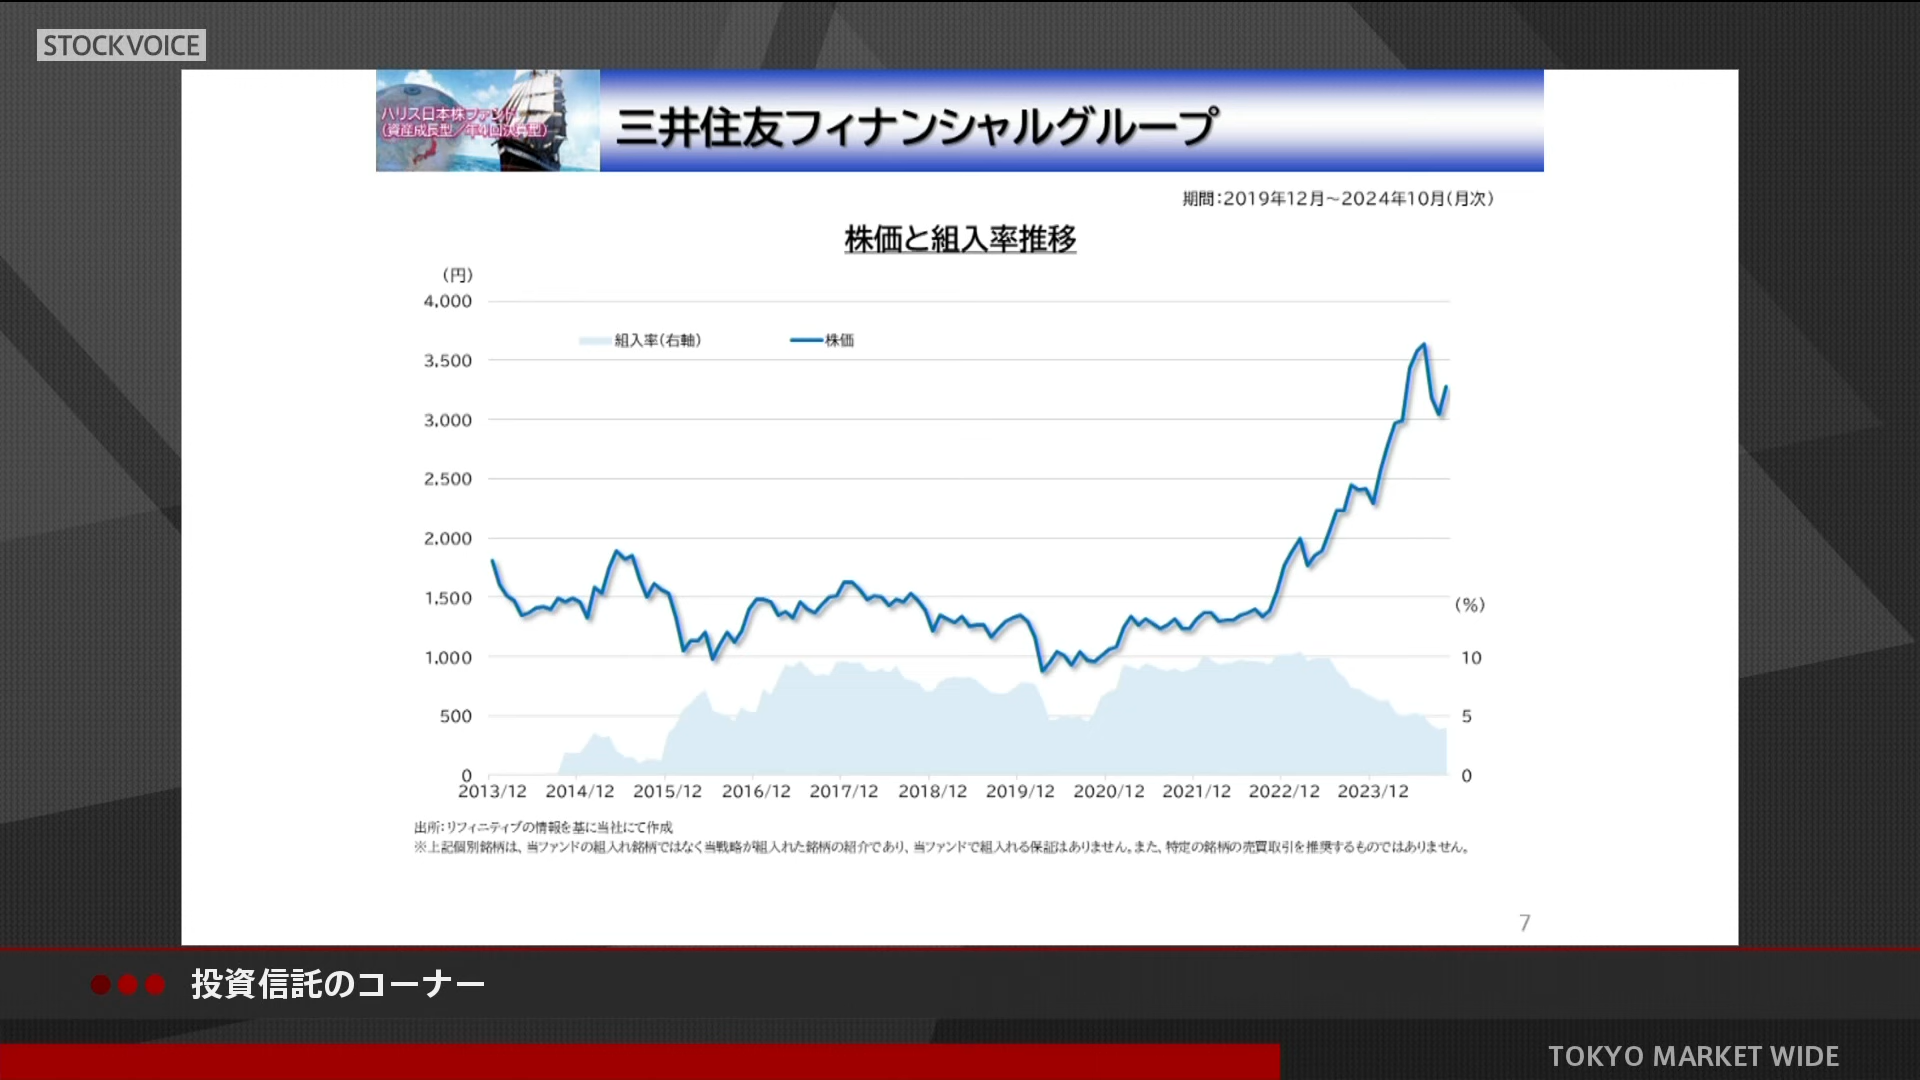 STOCKVOICE
ハリス日本株ファンド
(資産成長型/年4回決算型)
三井住友フィナンシャルグループ
期間:2019年12月~2024年10月(月次)
株価と組入率推移
(円)
4,000
組入率(右軸) 株価
3,500
3,000
2,500
2,000
1,500
(%)
1,000 10
500 5
0 0
2013/12 2014/12 2015/12 2016/12 2017/12 2018/12 2019/12 2020/12 2021/12 2022/12 2023/12
出所:リフィニティブの情報を基に当社にて作成
※上記個別銘柄は、当ファンドの組入れ銘柄ではなく当戦略が組入れた銘柄の紹介であり、当ファンドで組入れる保証はありません。また、特定の銘柄の売買取引を推奨するものではありません。
7
投資信託のコーナー
TOKYO MARKET WIDE